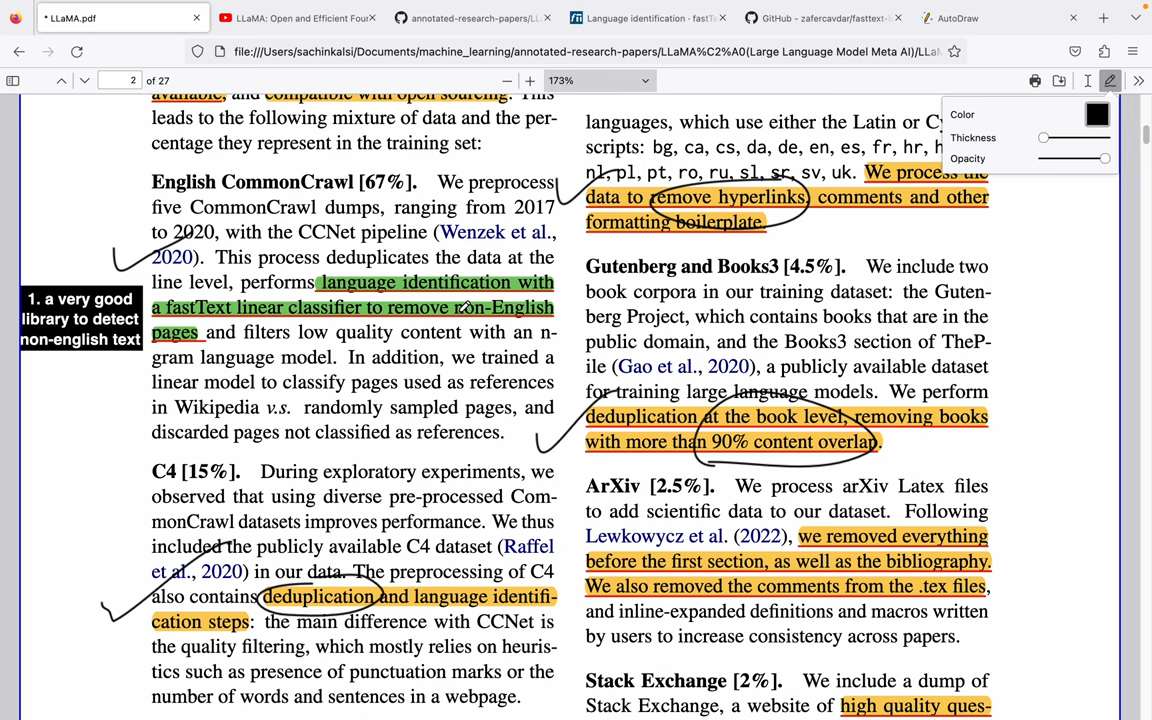 LLaMA.pdf
LLaMA: Open and Efficient Four
annotated-research-papers/LL
Language identification · fastTe
GitHub - zafercavdar/fasttext-l
AutoDraw
file:///Users/sachinkalsi/Documents/machine_learning/annotated-research-papers/LLaMA%C2%A0(Large Language Model Meta AI)/LLa
2
of 27
173%
Color
Thickness
Opacity
available, and compatible with open sourcing. This
leads to the following mixture of data and the per-
centage they represent in the training set:
English CommonCrawl [67%]. We preprocess
five CommonCrawl dumps, ranging from 2017
to 2020, with the CCNet pipeline (Wenzek et al.,
2020). This process deduplicates the data at the
line level, performs language identification with
a fastText linear classifier to remove non-English
pages and filters low quality content with an n-
gram language model. In addition, we trained a
linear model to classify pages used as references
in Wikipedia v.s. randomly sampled pages, and
discarded pages not classified as references.
1. a very good
library to detect
non-english text
C4 [15%]. During exploratory experiments, we
observed that using diverse pre-processed Com-
monCrawl datasets improves performance. We thus
included the publicly available C4 dataset (Raffel
et al., 2020) in our data. The preprocessing of C4
also contains deduplication and language identifi-
cation steps: the main difference with CCNet is
the quality filtering, which mostly relies on heuris-
tics such as presence of punctuation marks or the
number of words and sentences in a webpage.
languages, which use either the Latin or Cy
scripts: bg, ca, cs, da, de, en, es, fr, hr, h
nl, pl, pt, ro, ru, sl, sr, sv, uk. We process the
data to remove hyperlinks, comments and other
formatting boilerplate.
Gutenberg and Books3 [4.5%]. We include two
book corpora in our training dataset: the Guten-
berg Project, which contains books that are in the
public domain, and the Books3 section of TheP-
ile (Gao et al., 2020), a publicly available dataset
for training large language models. We perform
deduplication at the book level, removing books
with more than 90% content overlap.
ArXiv [2.5%]. We process arXiv Latex files
to add scientific data to our dataset. Following
Lewkowycz et al. (2022), we removed everything
before the first section, as well as the bibliography.
We also removed the comments from the .tex files,
and inline-expanded definitions and macros written
by users to increase consistency across papers.
Stack Exchange [2%]. We include a dump of
Stack Exchange, a website of high quality ques-